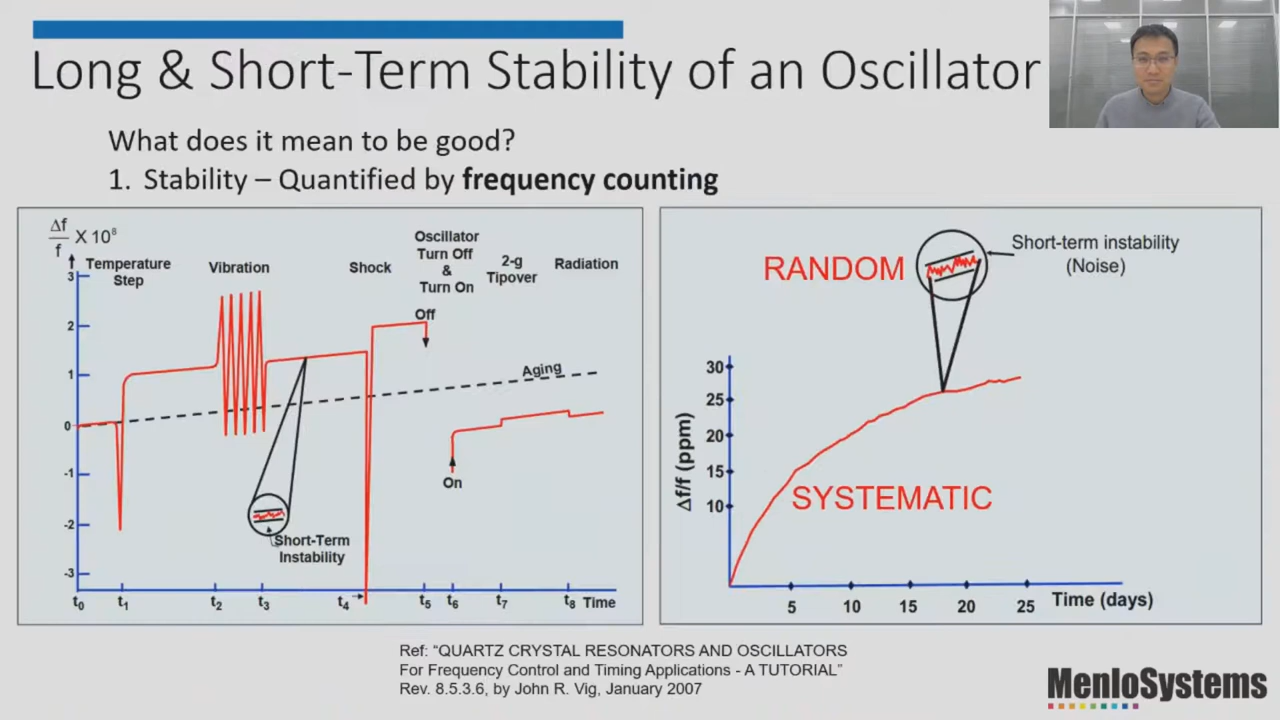 Long & Short-Term Stability of an Oscillator
What does it mean to be good?
1. Stability – Quantified by frequency counting
Δf
f
X 10⁸
3
2
1
0
-1
-2
-3
Temperature
Step
Vibration
Shock
Oscillator
Turn Off
&
Turn On
Off
2-g
Tipover
Radiation
Aging
On
Short-Term
Instability
t₀ t₁ t₂ t₃ t₄ t₅ t₆ t₇ t₈ Time
RANDOM
Short-term instability
(Noise)
SYSTEMATIC
Δf/f (ppm)
30
25
20
15
10
5 10 15 20 25 Time (days)
Ref: “QUARTZ CRYSTAL RESONATORS AND OSCILLATORS
For Frequency Control and Timing Applications - A TUTORIAL”
Rev. 8.5.3.6, by John R. Vig, January 2007
MenloSystems